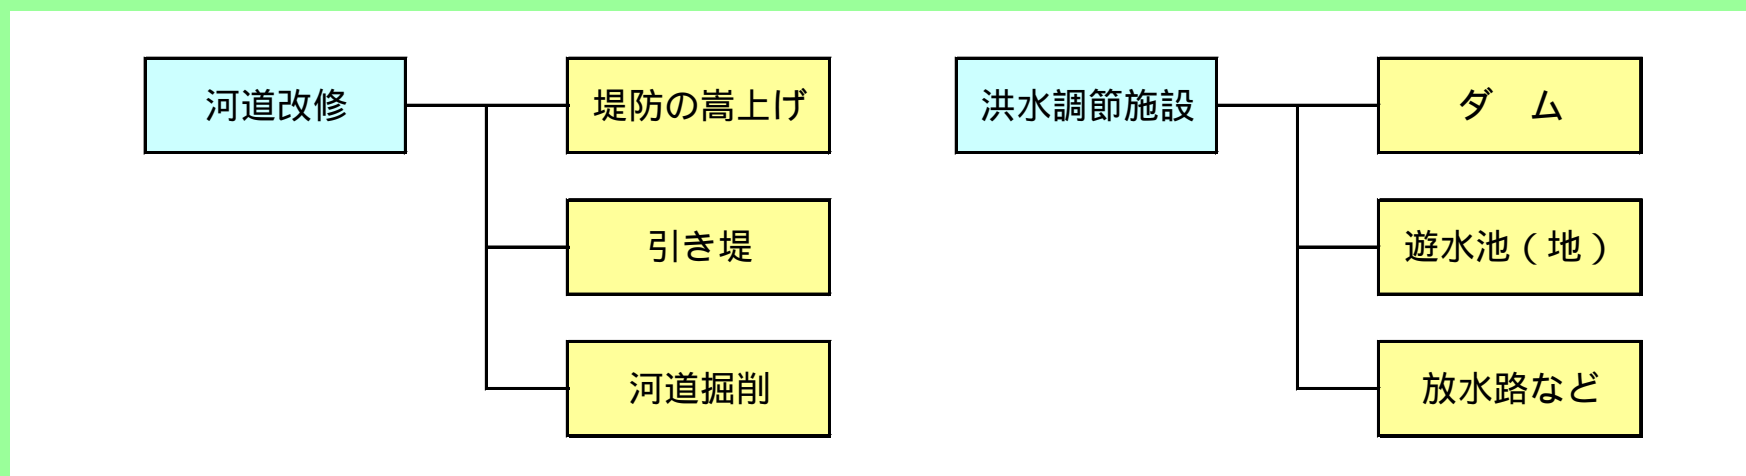 河道改修
堤防の嵩上げ
引き堤
河道掘削
洪水調節施設
ダ　ム
遊水池（地）
放水路など